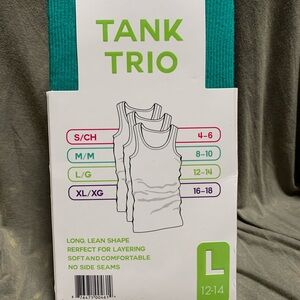 TANK
TRIO
S/CH 4-6
M/M 8-10
L/G 12-14
XL/XG 16-18
LONG, LEAN SHAPE
PERFECT FOR LAYERING
SOFT AND COMFORTABLE
NO SIDE SEAMS
L
12-14